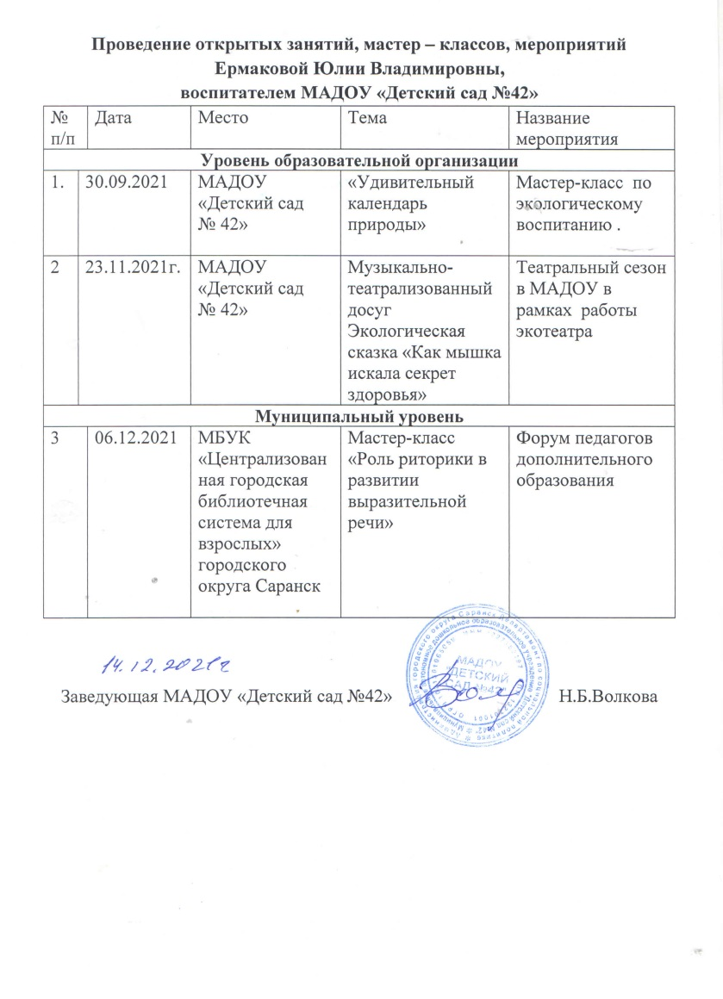 Проведение открытых занятий, мастер – классов, мероприятий
Ермаковой Юлии Владимировны,
воспитателем МАДОУ «Детский сад №42»
№ п/п Дата Место Тема Название мероприятия
Уровень образовательной организации
1. 30.09.2021 МАДОУ «Удивительный Мастер-класс по
«Детский сад календарь экологическому
№ 42» природы» воспитанию .
2 23.11.2021г. МАДОУ Музыкально- Театральный сезон
«Детский сад театрализованный в МАДОУ в
№ 42» досуг рамках работы
Экологическая экотеатра
сказка «Как мышка
искала секрет
здоровья»
Муниципальный уровень
3 06.12.2021 МБУК Мастер-класс Форум педагогов
«Централизован «Роль риторики в дополнительного
ная городская развитии образования
библиотечная выразительной
система для речи»
взрослых»
городского
округа Саранск
14.12.2021г
Заведующая МАДОУ «Детский сад №42» Н.Б.Волкова
МАДОУ
"ДЕТСКИЙ
САД №42"